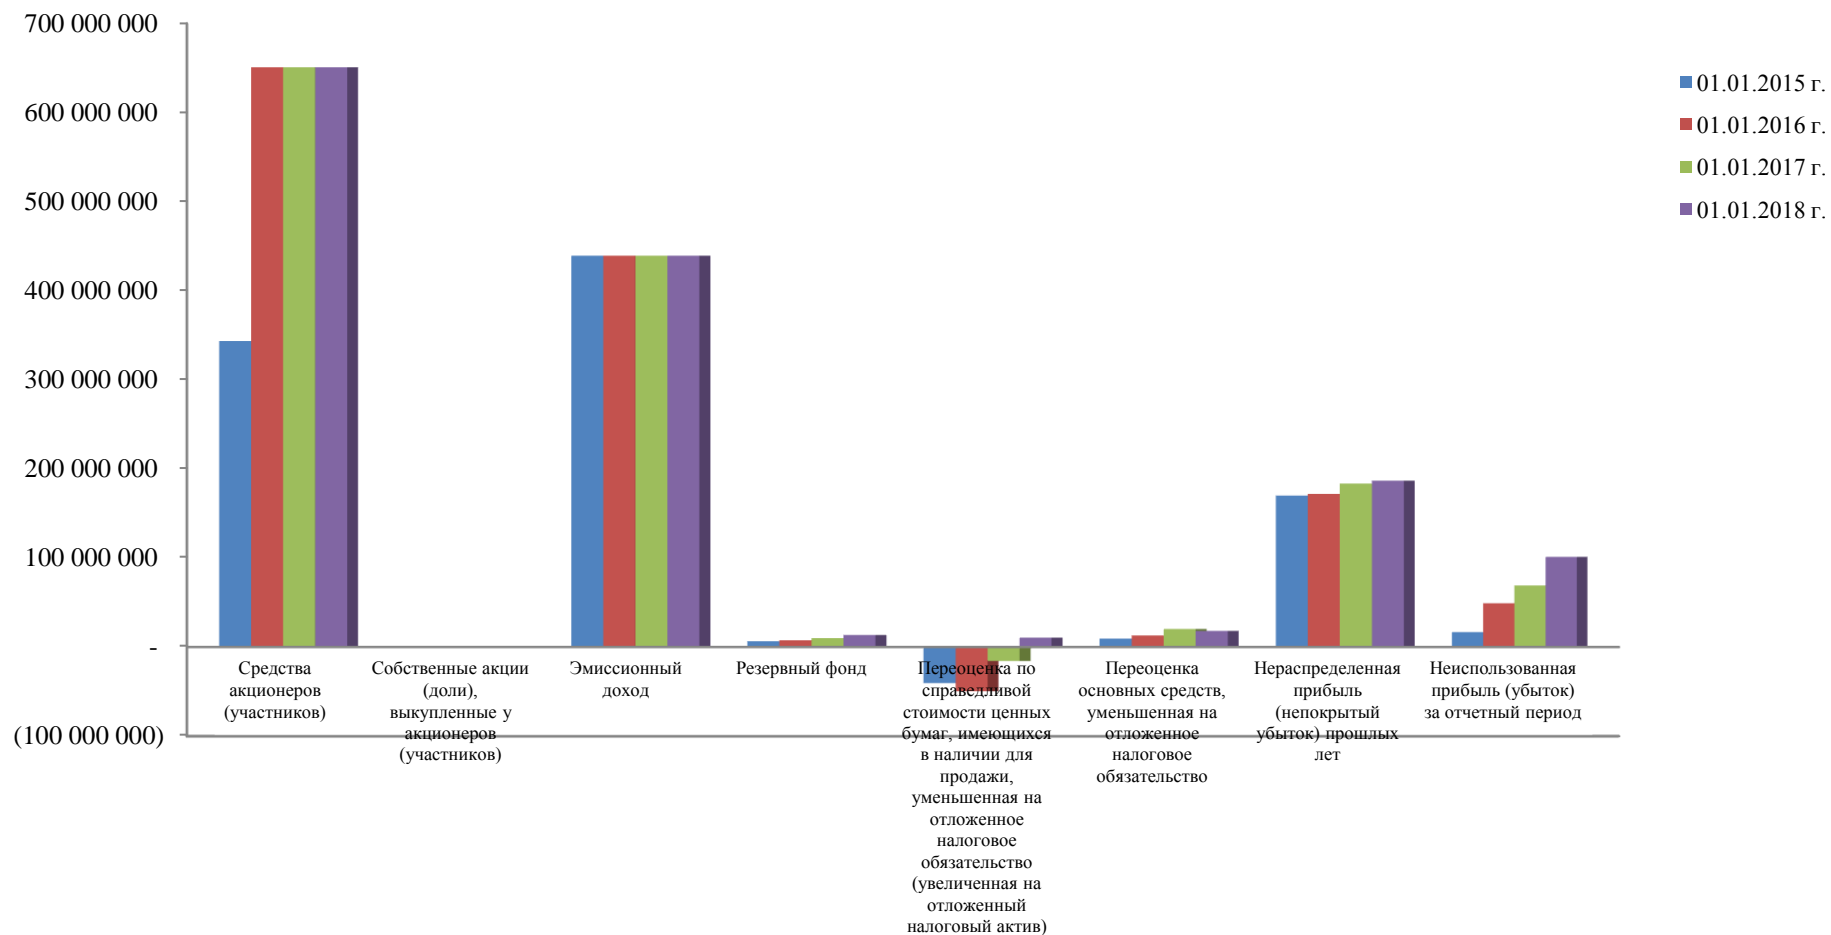 700 000 000
600 000 000
500 000 000
400 000 000
300 000 000
200 000 000
100 000 000
-
(100 000 000)
Средства
акционеров
(участников)
Собственные акции
(доли),
выкупленные у
акционеров
(участников)
Эмиссионный
доход
Резервный фонд
Переоценка по
справедливой
стоимости ценных
бумаг, имеющихся
в наличии для
продажи,
уменьшенная на
отложенное
налоговое
обязательство
(увеличенная на
отложенный
налоговый актив)
Переоценка
основных средств,
уменьшенная на
отложенное
налоговое
обязательство
Нераспределенная
прибыль
(непокрытый
убыток) прошлых
лет
Неиспользованная
прибыль (убыток)
за отчетный период
01.01.2015 г.
01.01.2016 г.
01.01.2017 г.
01.01.2018 г.